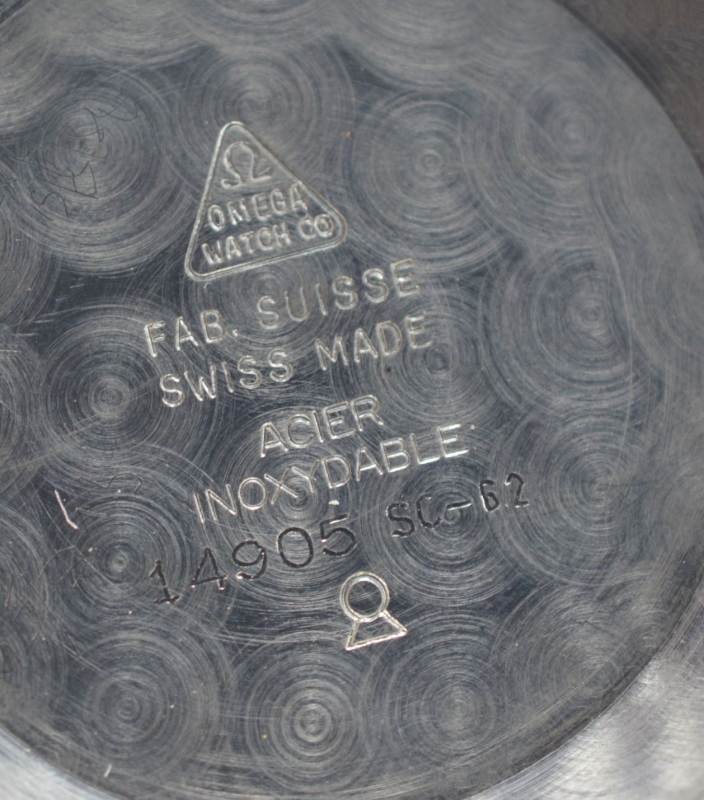 Ω
OMEGA
WATCH CO
FAB. SUISSE
SWISS MADE
ACIER
INOXYDABLE
14905 SC-62